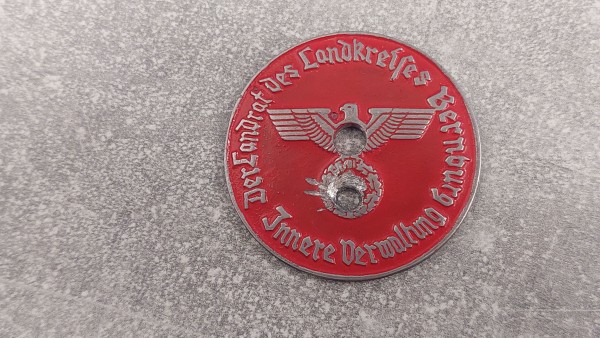 Der Landrat des Landkreises Bernburg
Innere Verwaltung